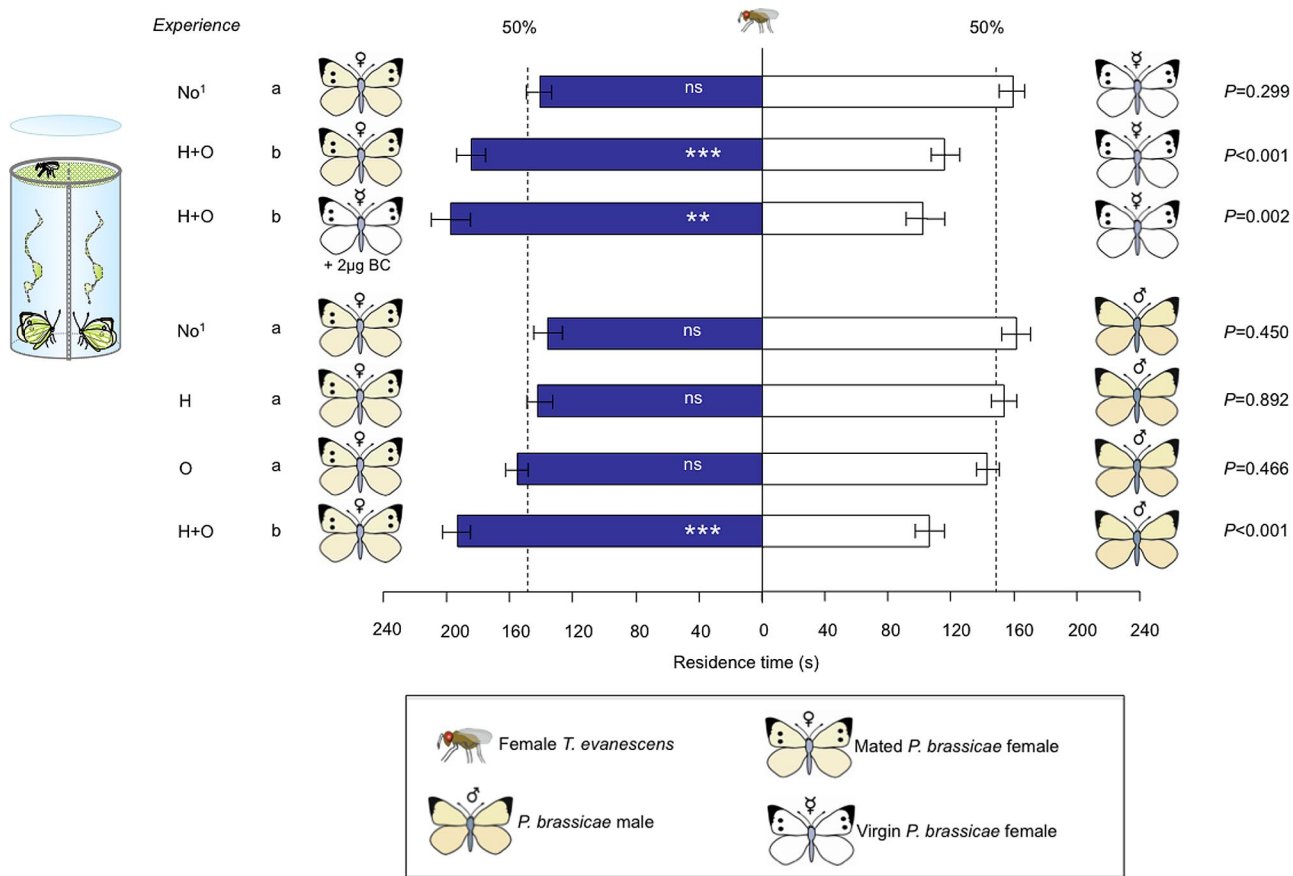 Experience 50% 50%
♀ ☿
No¹ a ns P=0.299
♀ ☿
H+O b *** P<0.001
☿ ☿
H+O b ** P=0.002
+ 2µg BC
♀ ♂
No¹ a ns P=0.450
♀ ♂
H a ns P=0.892
♀ ♂
O a ns P=0.466
♀ ♂
H+O b *** P<0.001
240 200 160 120 80 40 0 40 80 120 160 200 240
Residence time (s)
♀
Female T. evanescens Mated P. brassicae female
♂ ☿
P. brassicae male Virgin P. brassicae female